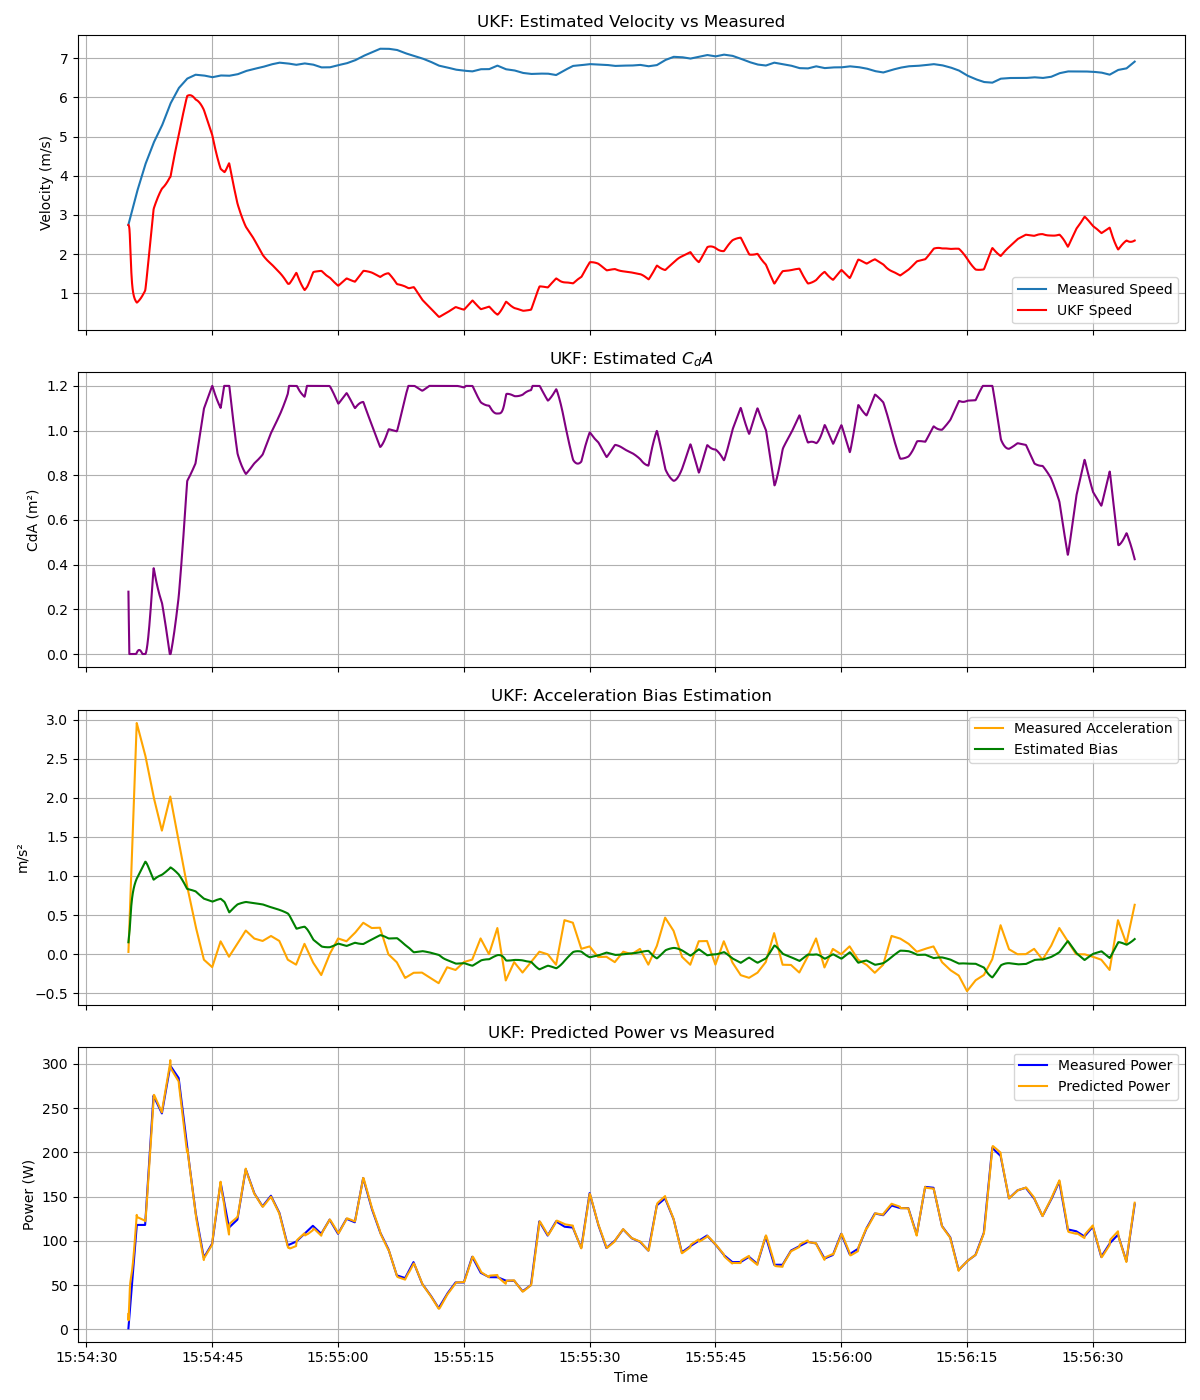 UKF: Estimated Velocity vs Measured
Velocity (m/s)
7
6
5
4
3
2
1
Measured Speed
UKF Speed
UKF: Estimated CdA
CdA (m²)
1.2
1.0
0.8
0.6
0.4
0.2
0.0
UKF: Acceleration Bias Estimation
m/s²
3.0
2.5
2.0
1.5
1.0
0.5
0.0
−0.5
Measured Acceleration
Estimated Bias
UKF: Predicted Power vs Measured
Power (W)
300
250
200
150
100
50
0
Measured Power
Predicted Power
15:54:30 15:54:45 15:55:00 15:55:15 15:55:30 15:55:45 15:56:00 15:56:15 15:56:30
Time